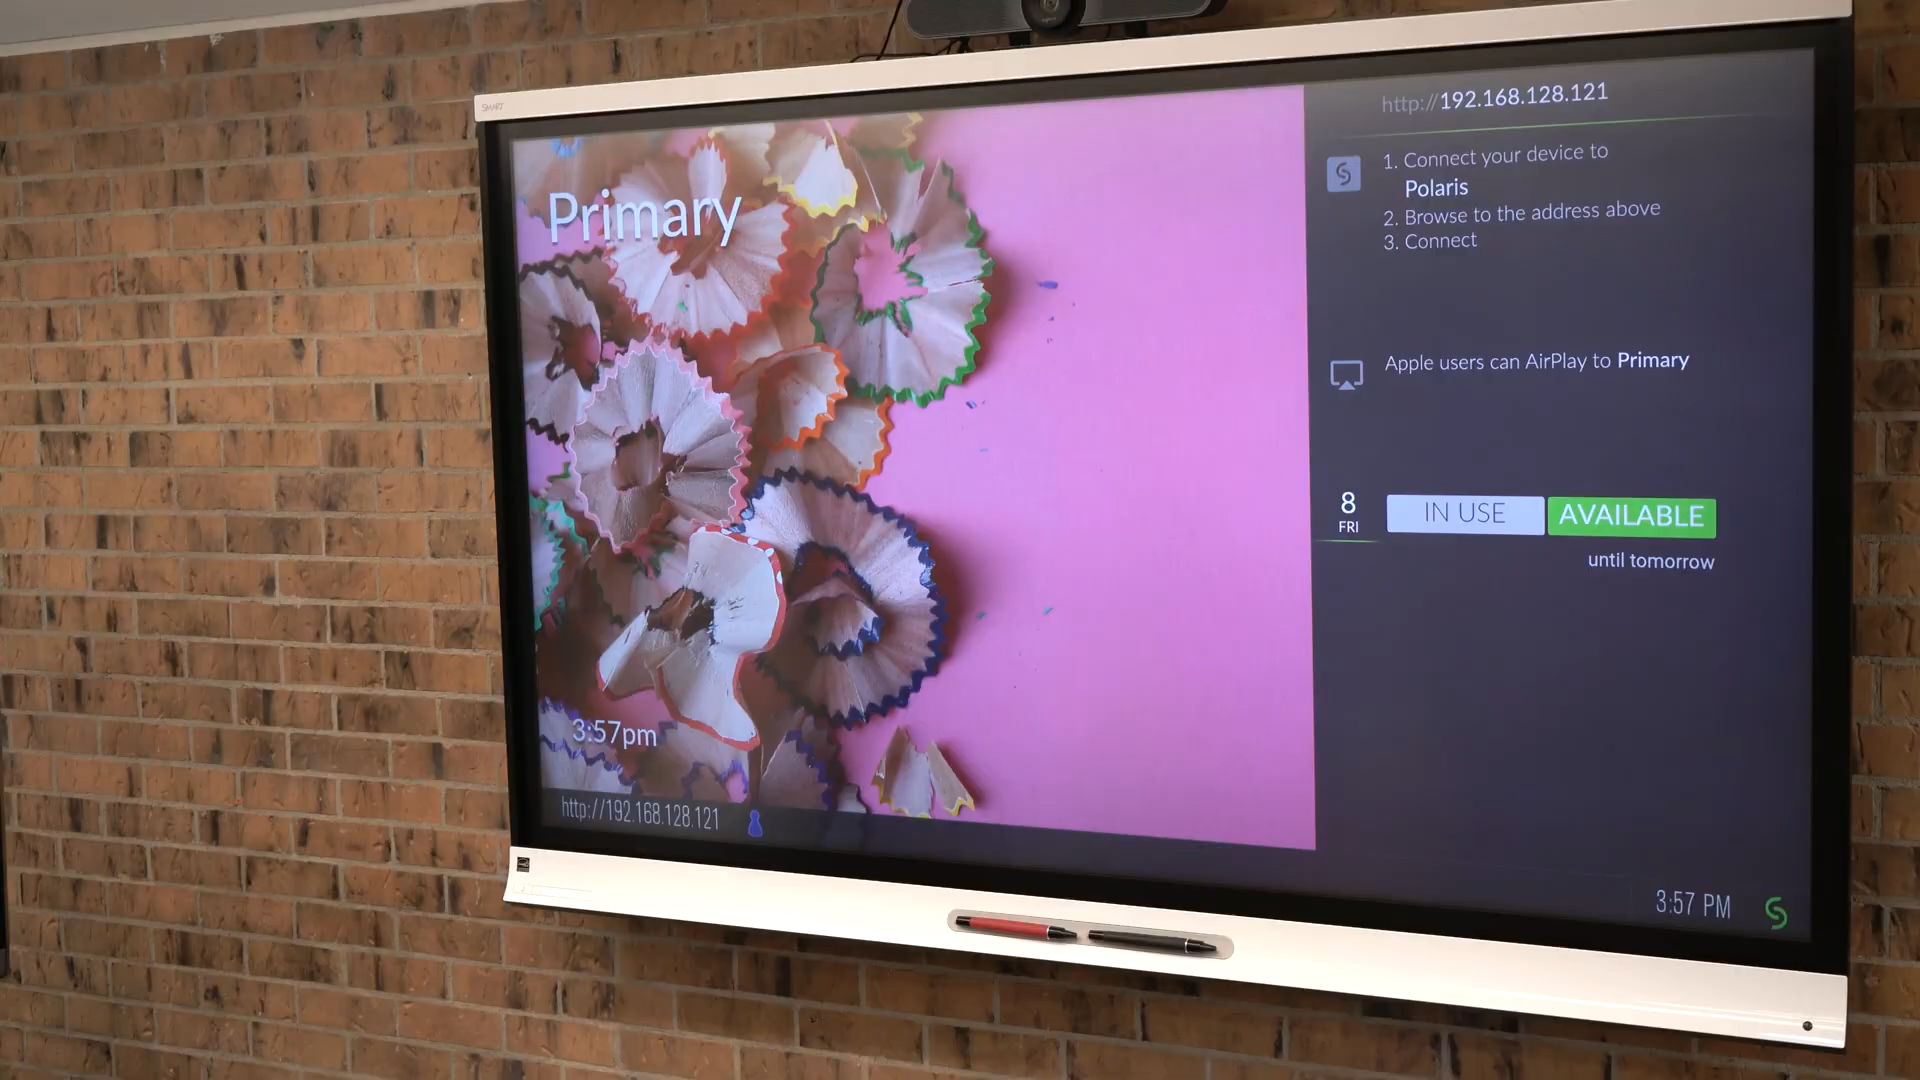 SMART
Primary
3:57pm
http://192.168.128.121
http://192.168.128.121
1. Connect your device to
Polaris
2. Browse to the address above
3. Connect
Apple users can AirPlay to Primary
8
FRI
IN USE
AVAILABLE
until tomorrow
3:57 PM